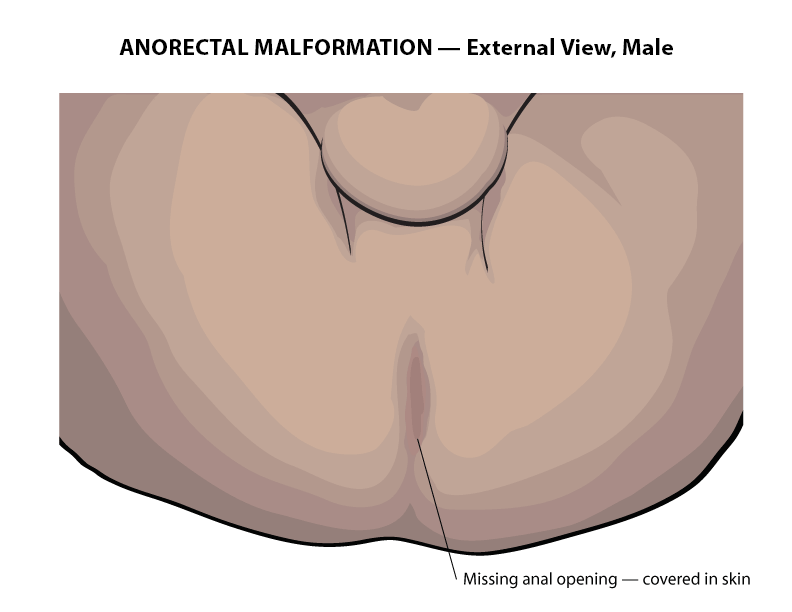 ANORECTAL MALFORMATION — External View, Male
Missing anal opening — covered in skin